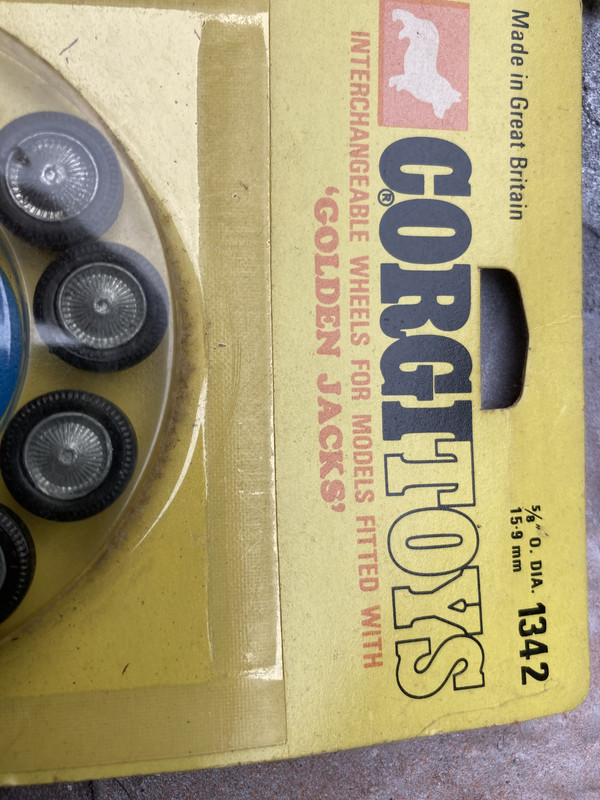 Made in Great Britain
5/8" O. DIA. 1342
15·9 mm
CORGI TOYS
®
INTERCHANGEABLE WHEELS FOR MODELS FITTED WITH
‘GOLDEN JACKS’